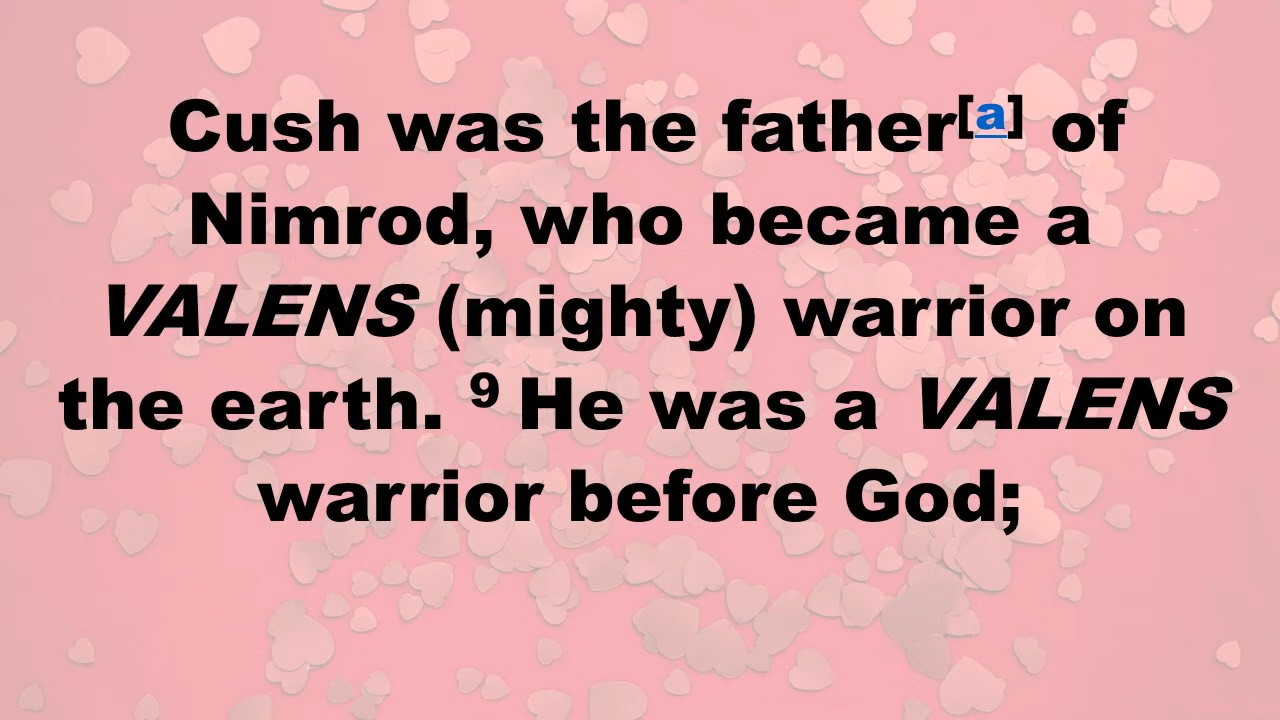 Cush was the father[a] of
Nimrod, who became a
VALENS (mighty) warrior on
the earth. 9 He was a VALENS
warrior before God;